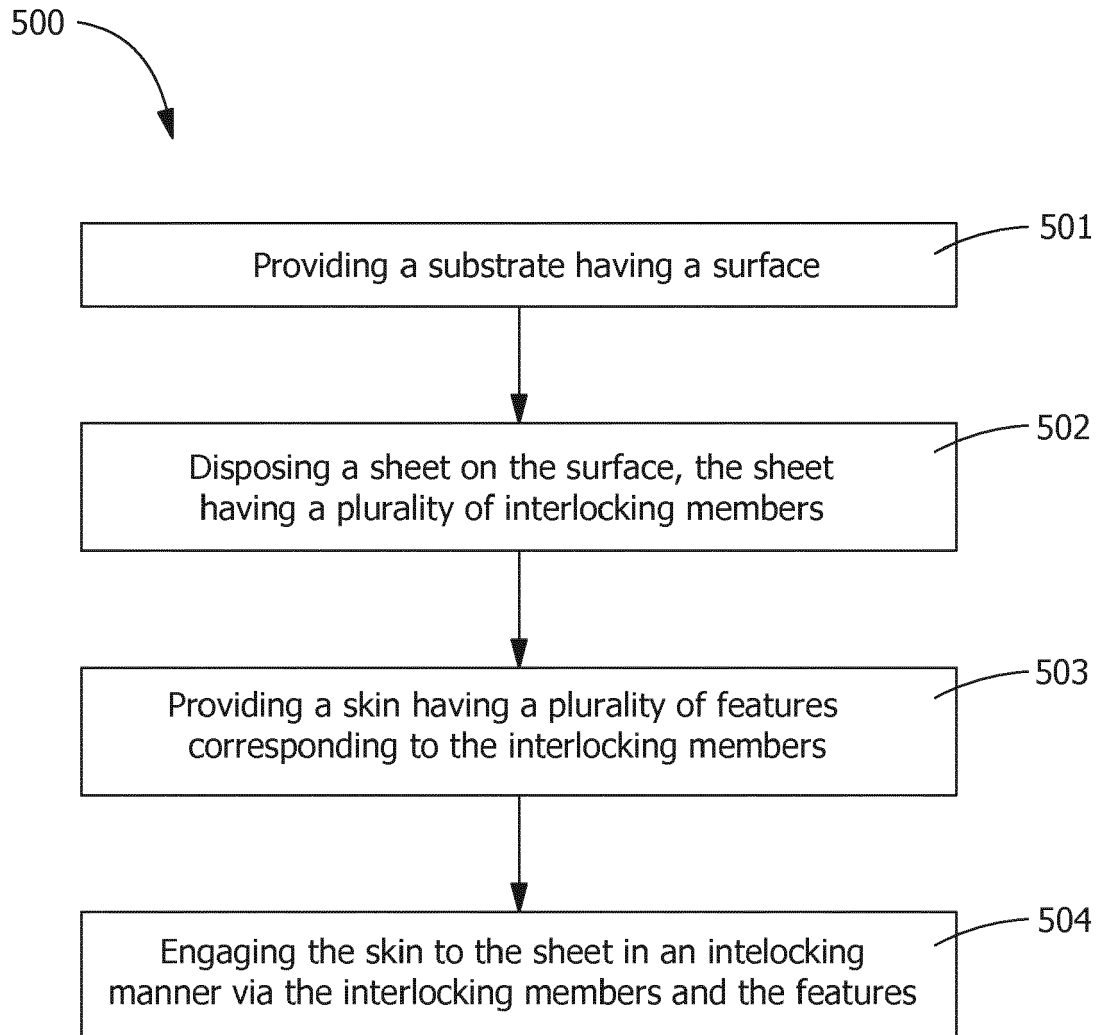 500
501
Providing a substrate having a surface
502
Disposing a sheet on the surface, the sheet
having a plurality of interlocking members
503
Providing a skin having a plurality of features
corresponding to the interlocking members
504
Engaging the skin to the sheet in an intelocking
manner via the interlocking members and the features